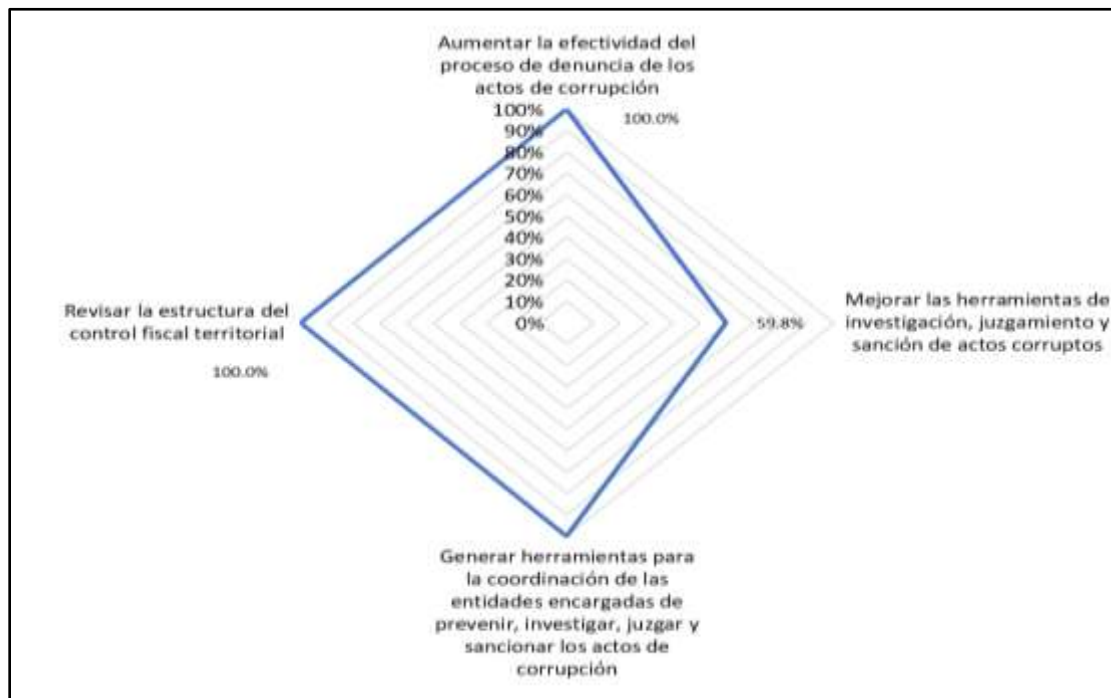 Aumentar la efectividad del
proceso de denuncia de los
actos de corrupción
100%
100.0%
90%
80%
70%
60%
50%
40%
30%
20%
10%
0%
Mejorar las herramientas de
investigación, juzgamiento y
sanción de actos corruptos
59.8%
Revisar la estructura del
control fiscal territorial
100.0%
Generar herramientas para
la coordinación de las
entidades encargadas de
prevenir, investigar, juzgar y
sancionar los actos de
corrupción